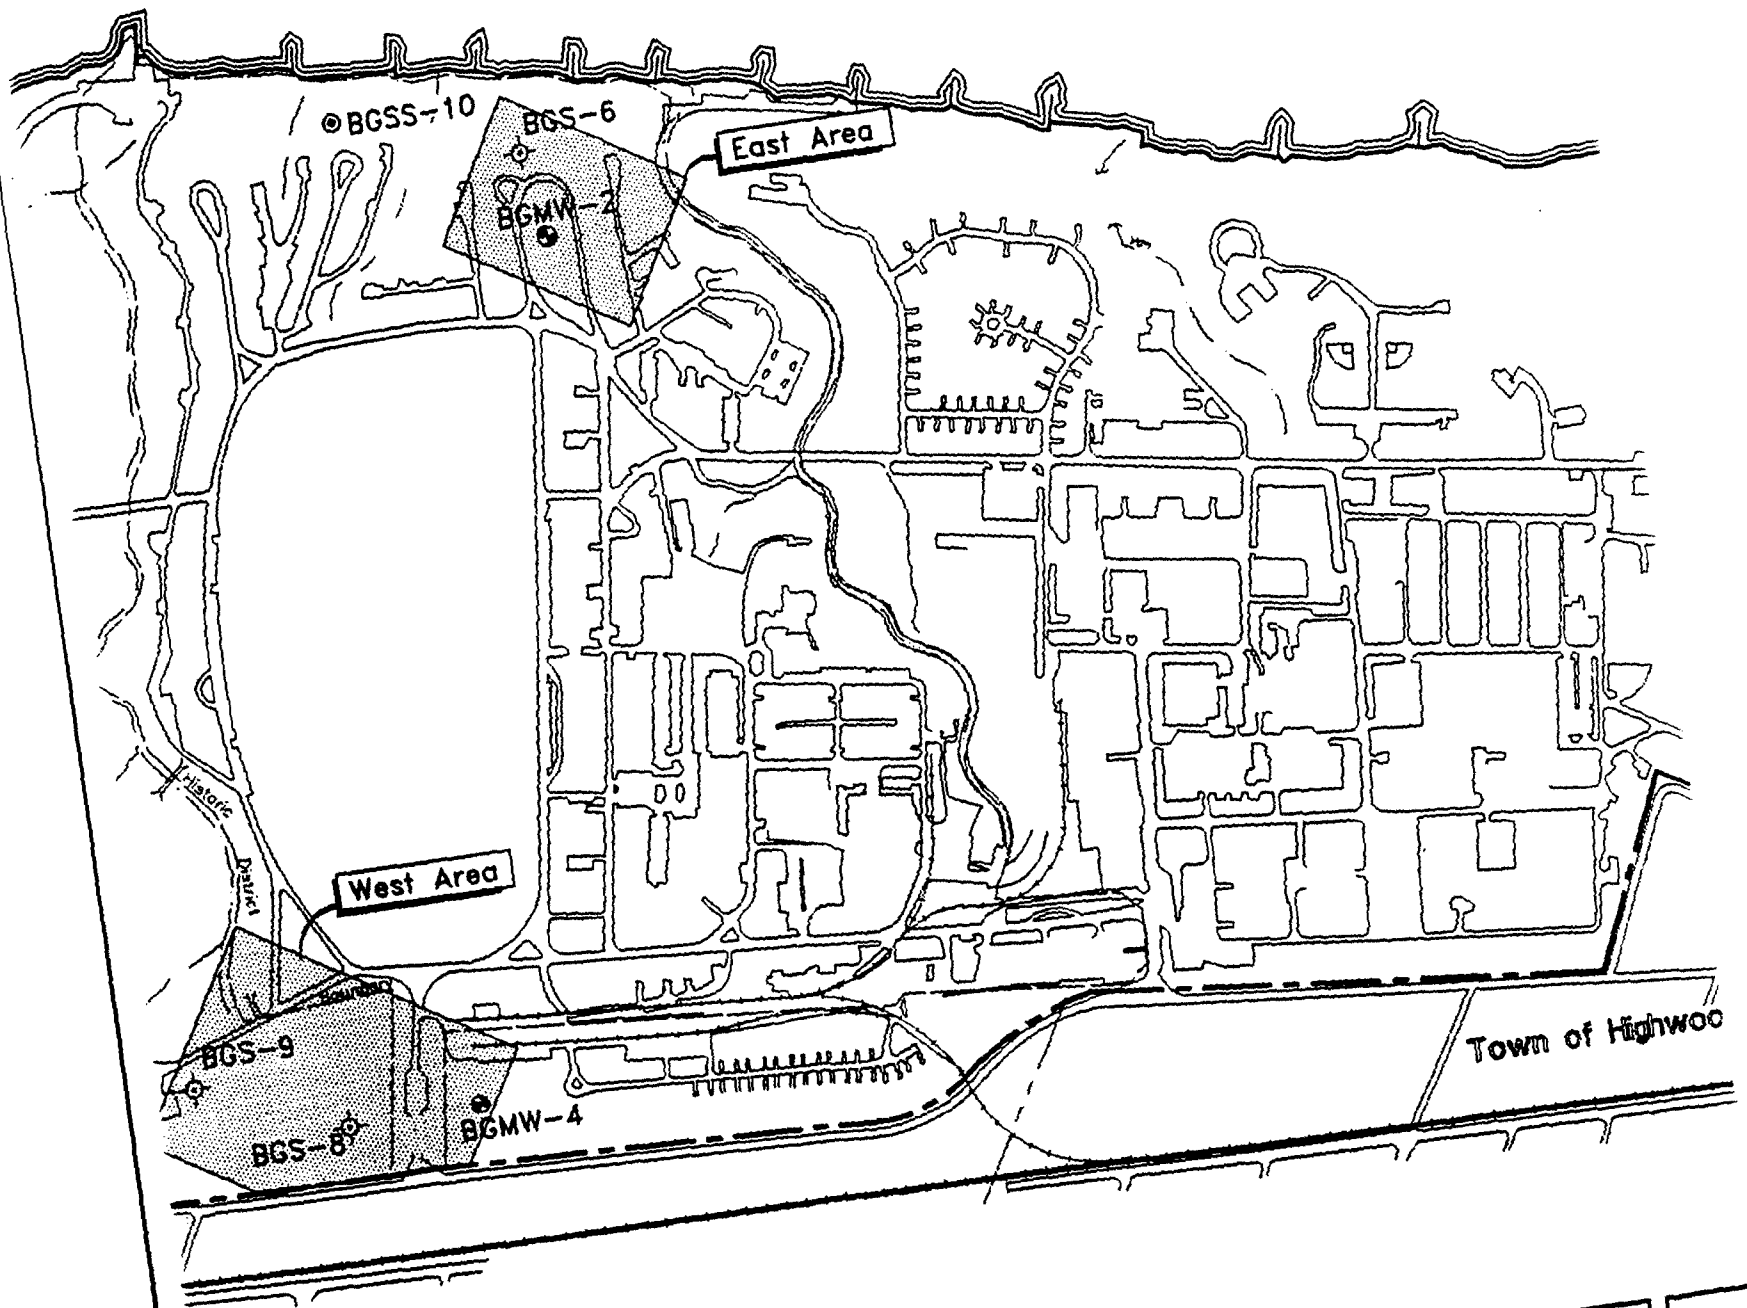 BGSS-10
BGS-6
East Area
BGMW-2
Historic
District
West Area
Boundary
BGS-9
BGMW-4
BGS-8
Town of Highwoo